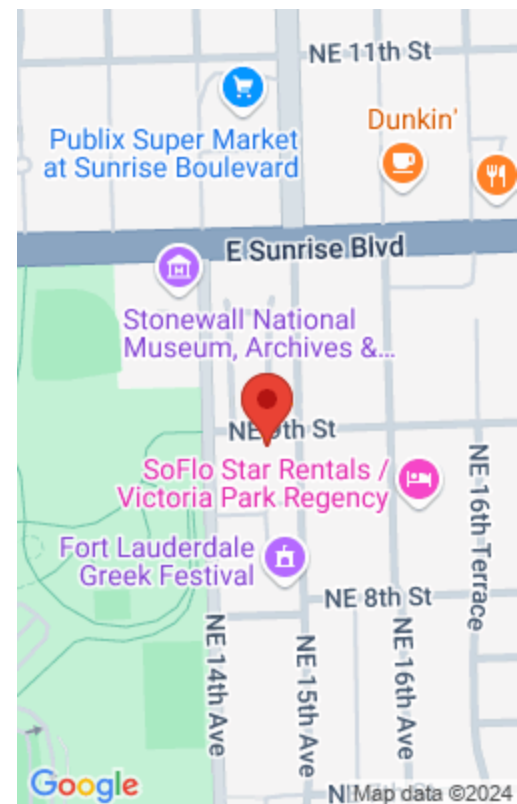 NE 11th St
Dunkin'
Publix Super Market
at Sunrise Boulevard
E Sunrise Blvd
Stonewall National
Museum, Archives &...
NE 9th St
SoFlo Star Rentals /
Victoria Park Regency
NE 16th Terrace
Fort Lauderdale
Greek Festival
NE 8th St
NE 14th Ave
NE 15th Ave
NE 16th Ave
Google
Map data ©2024